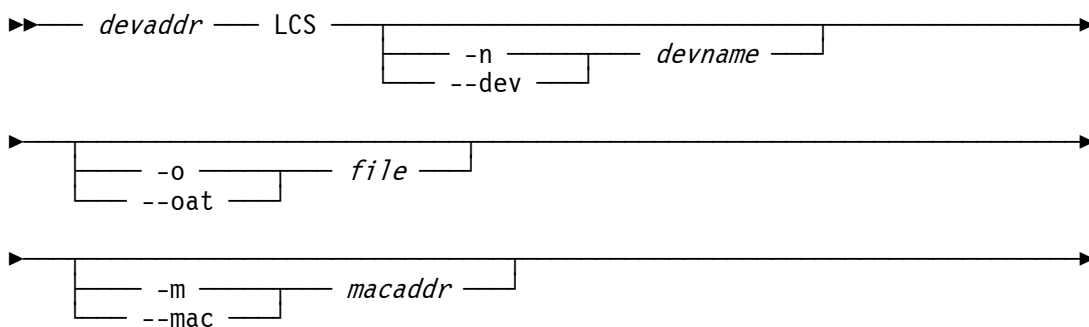 devaddr LCS
-n devname
--dev
-o file
--oat
-m macaddr
--mac